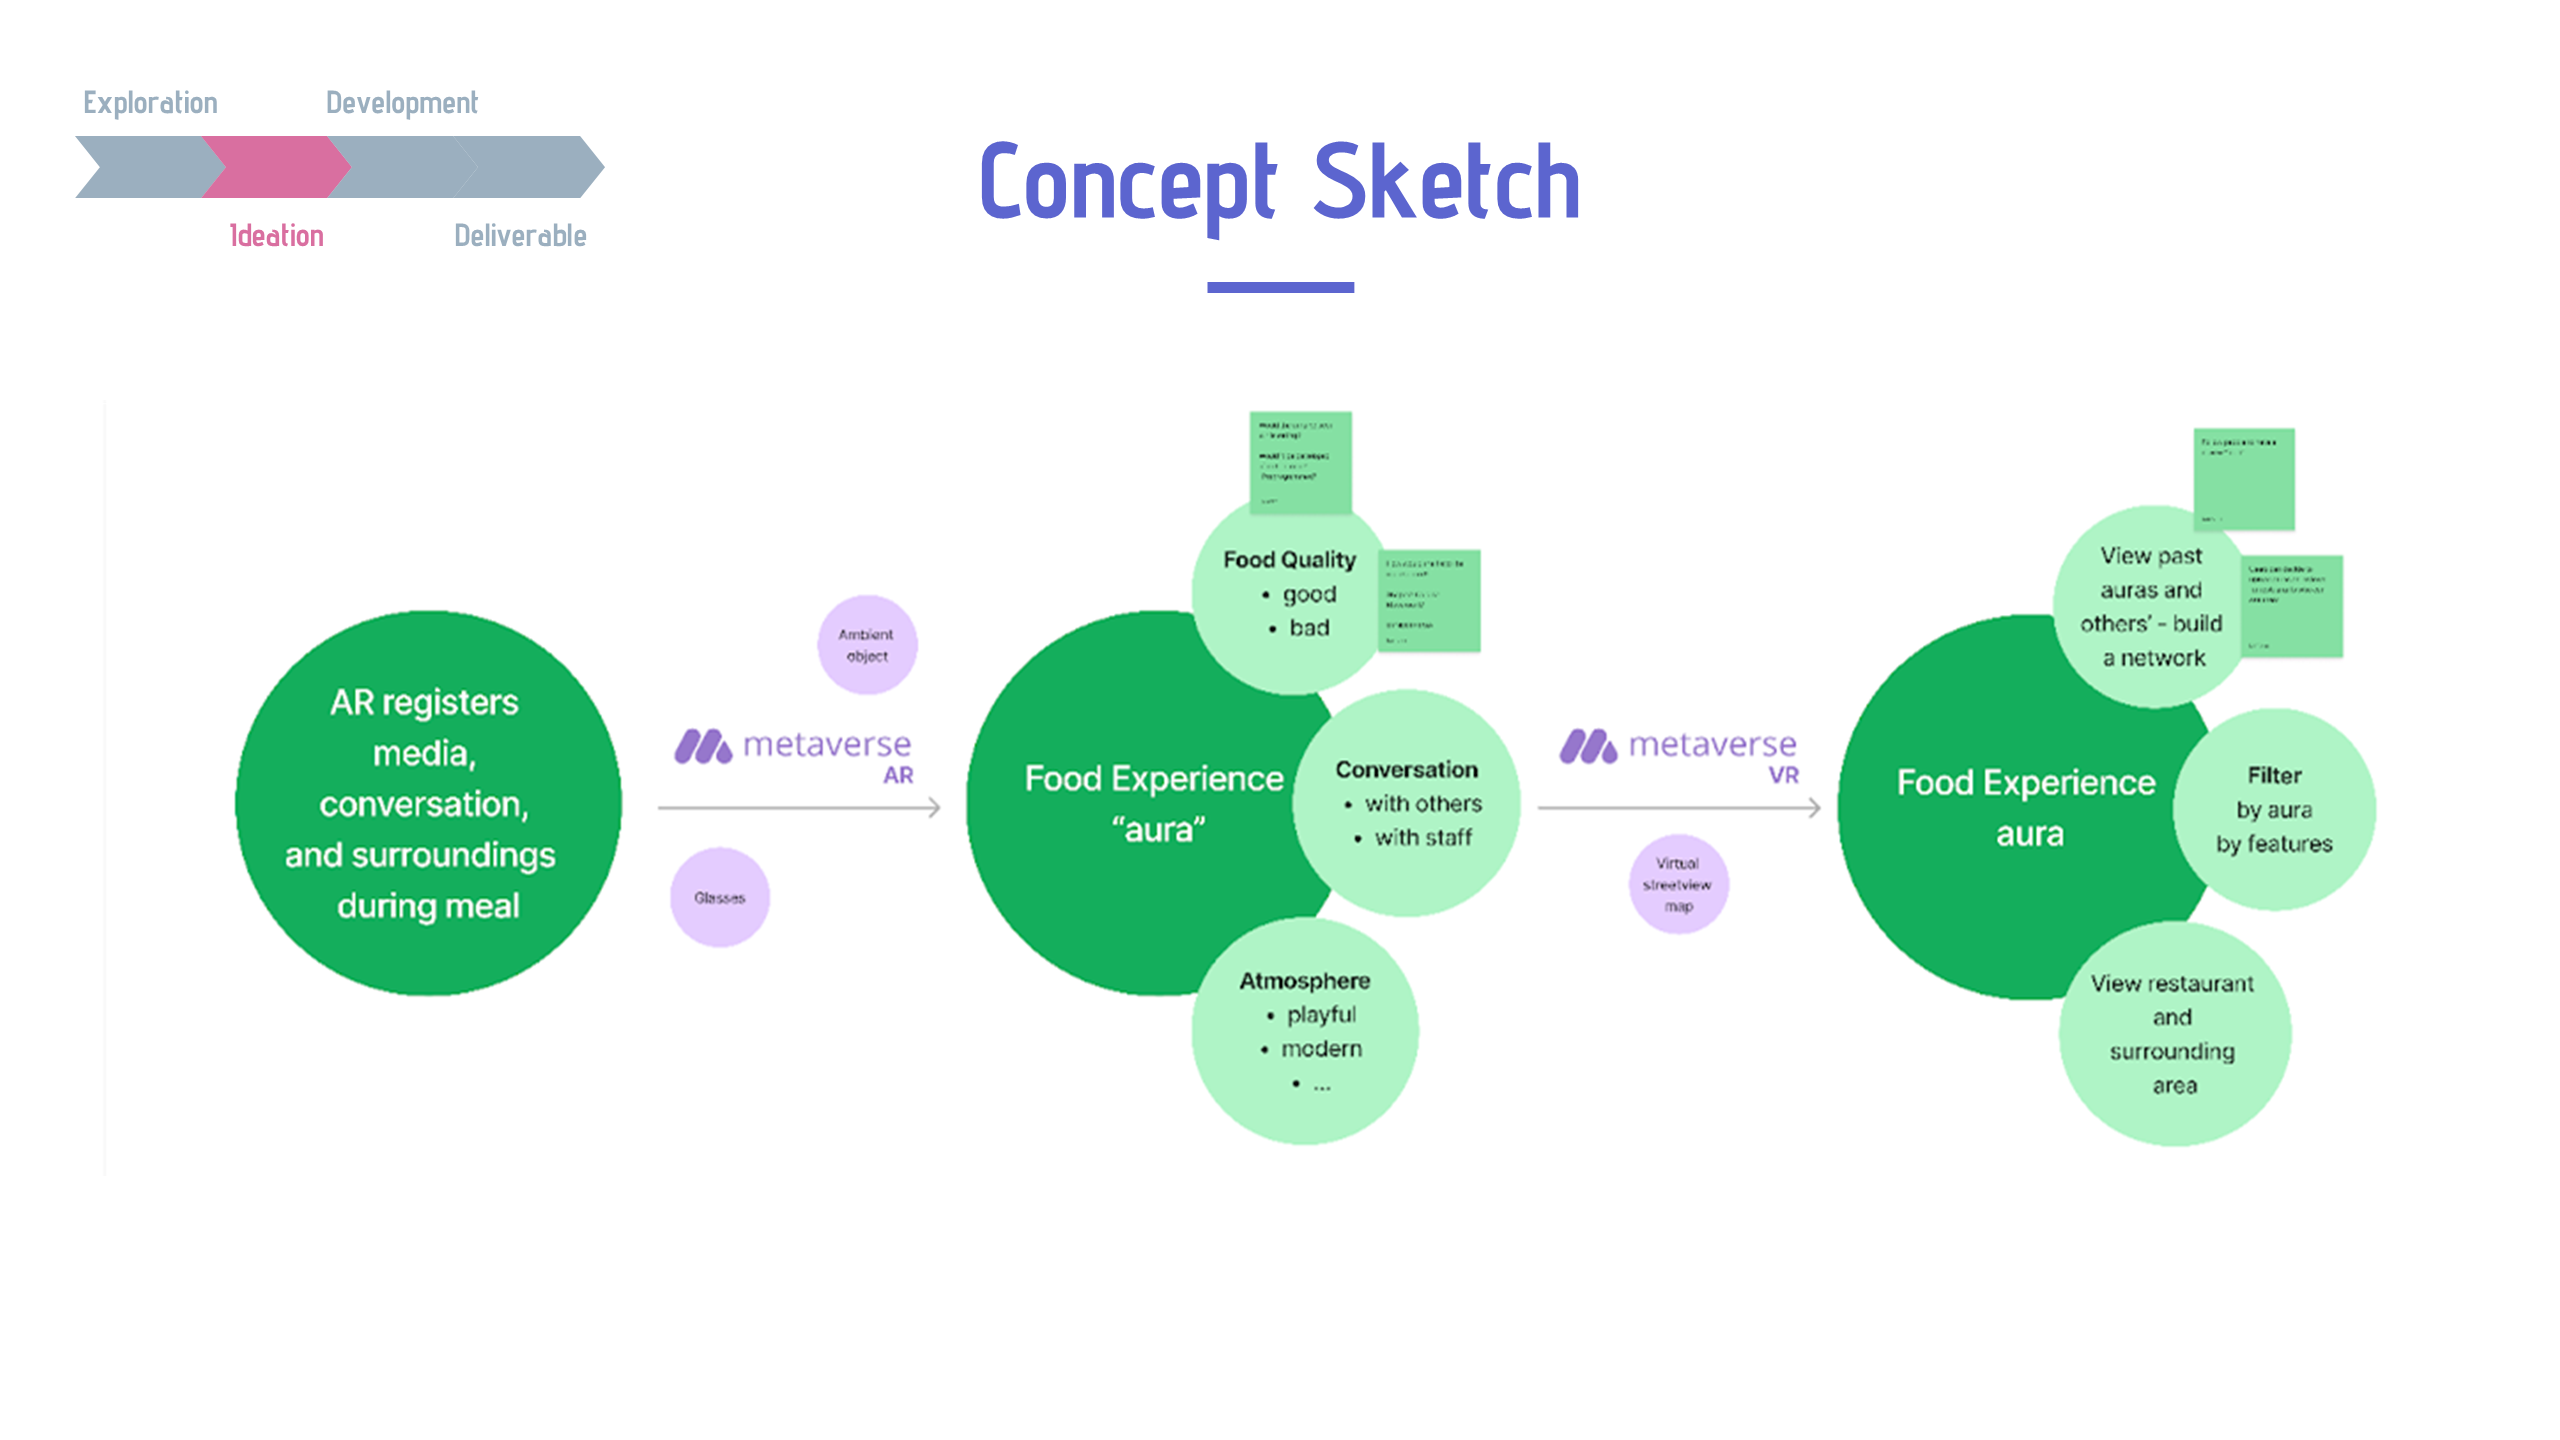 Exploration
Development
Ideation
Deliverable
Concept Sketch
AR registers
media,
conversation,
and surroundings
during meal
Ambient
object
metaverse
AR
Glasses
Food Experience
“aura”
Food Quality
• good
• bad
Conversation
• with others
• with staff
Atmosphere
• playful
• modern
• ...
metaverse
VR
Virtual
streetview
map
Food Experience
aura
View past
auras and
others’ - build
a network
Filter
by aura
by features
View restaurant
and
surrounding
area